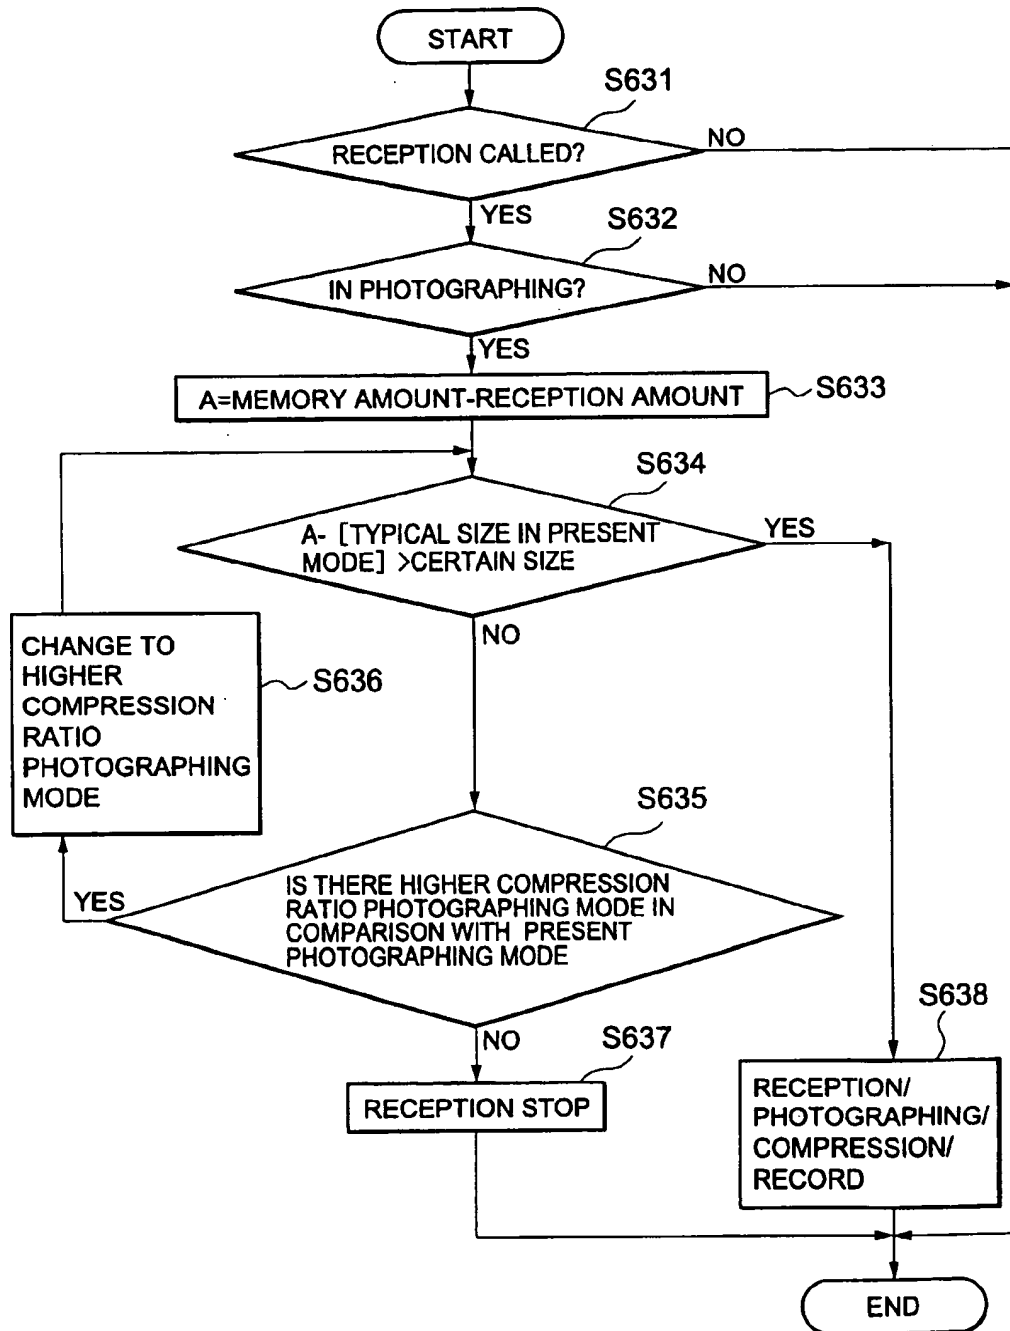 START
S631
RECEPTION CALLED?
NO
YES
S632
IN PHOTOGRAPHING?
NO
YES
A=MEMORY AMOUNT-RECEPTION AMOUNT
S633
S634
A- [TYPICAL SIZE IN PRESENT
MODE] >CERTAIN SIZE
YES
NO
CHANGE TO
HIGHER
COMPRESSION
RATIO
PHOTOGRAPHING
MODE
S636
S635
YES
IS THERE HIGHER COMPRESSION
RATIO PHOTOGRAPHING MODE IN
COMPARISON WITH PRESENT
PHOTOGRAPHING MODE
NO
S637
RECEPTION STOP
S638
RECEPTION/
PHOTOGRAPHING/
COMPRESSION/
RECORD
END